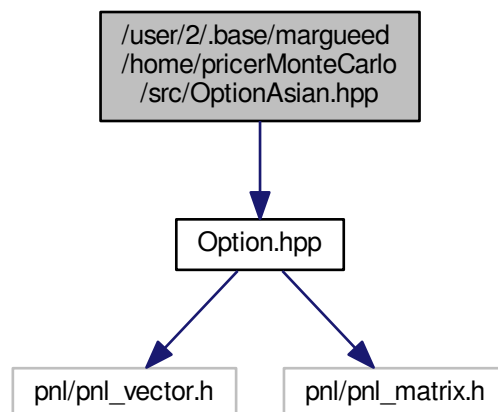 /user/2/.base/margueed
/home/pricerMonteCarlo
/src/OptionAsian.hpp
Option.hpp
pnl/pnl_vector.h
pnl/pnl_matrix.h